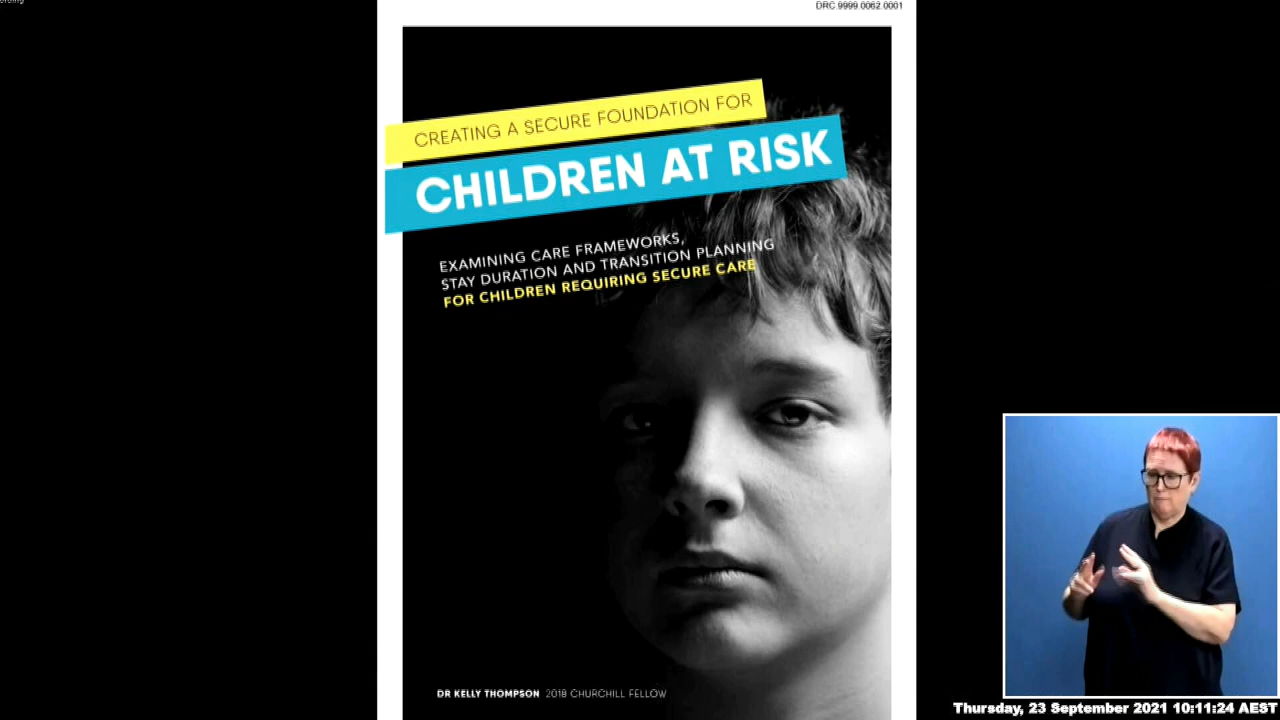 DRC.9999.0062.0001
CREATING A SECURE FOUNDATION FOR
CHILDREN AT RISK
EXAMINING CARE FRAMEWORKS,
STAY DURATION AND TRANSITION PLANNING
FOR CHILDREN REQUIRING SECURE CARE
DR KELLY THOMPSON 2018 CHURCHILL FELLOW
Thursday, 23 September 2021 10:11:24 AEST